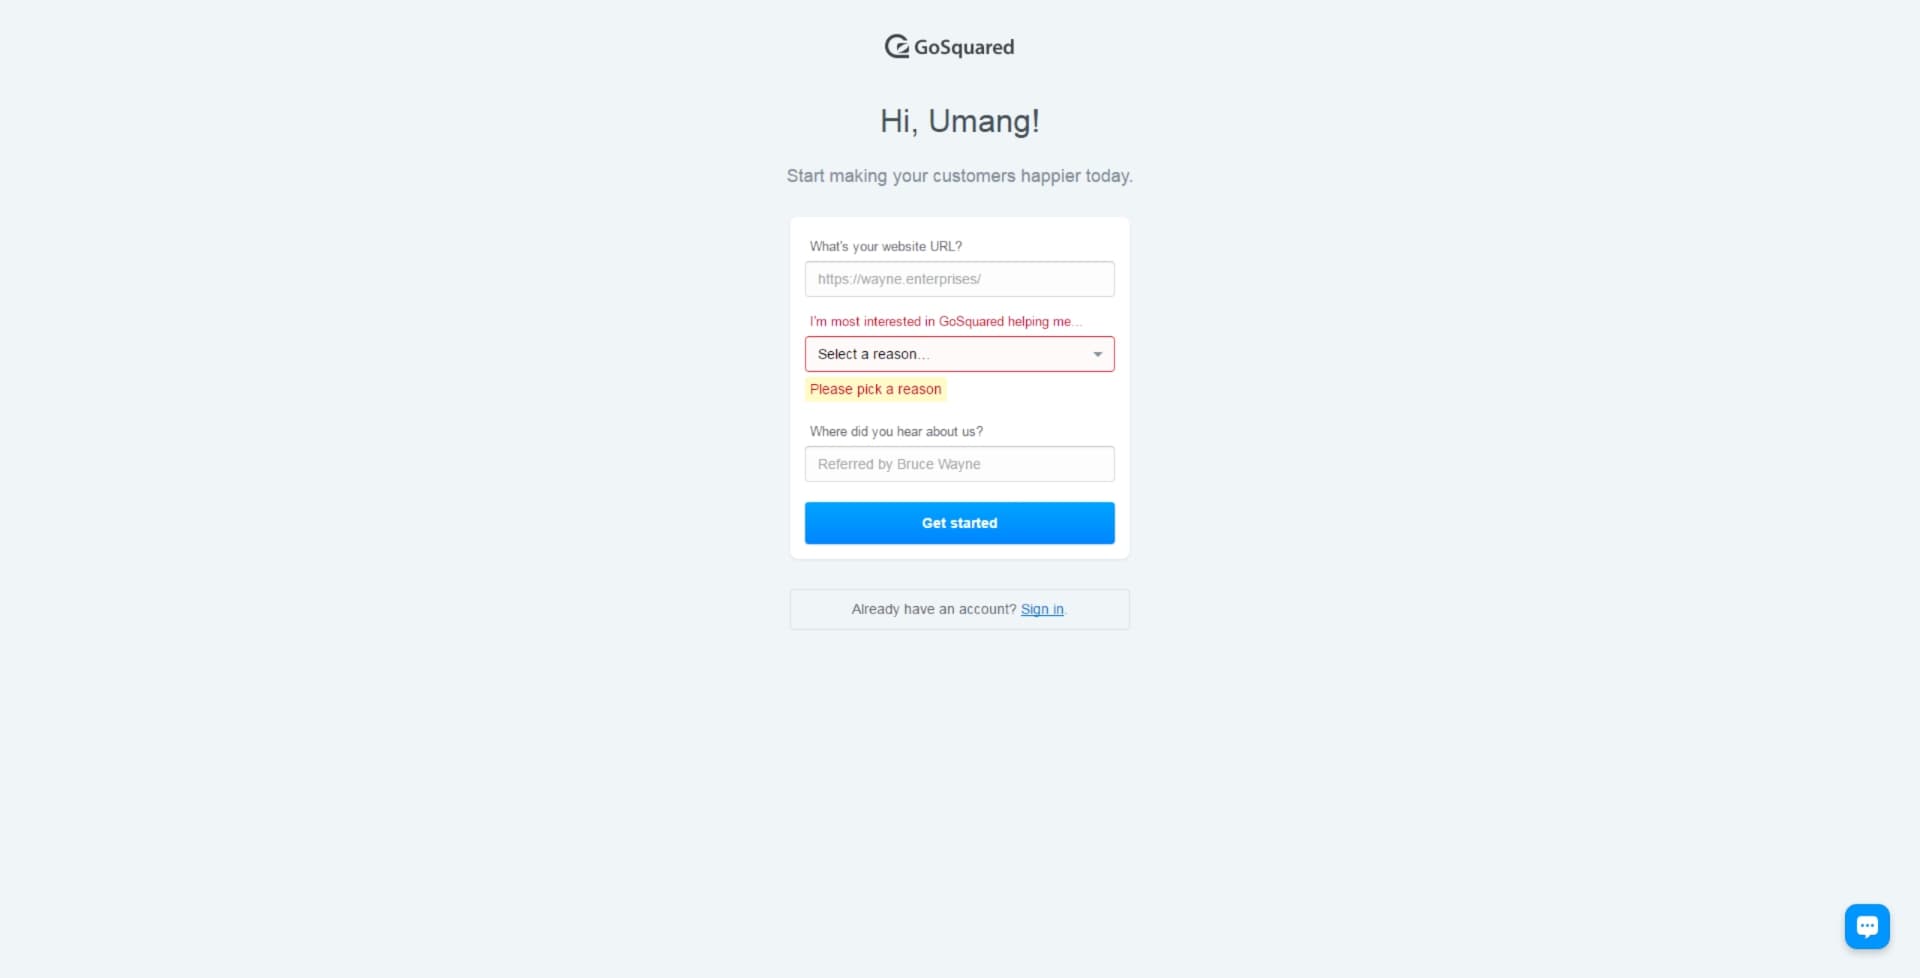 GoSquared
Hi, Umang!
Start making your customers happier today.
What's your website URL?
https://wayne.enterprises/
I'm most interested in GoSquared helping me...
Select a reason...
Please pick a reason
Where did you hear about us?
Referred by Bruce Wayne
Get started
Already have an account? Sign in.